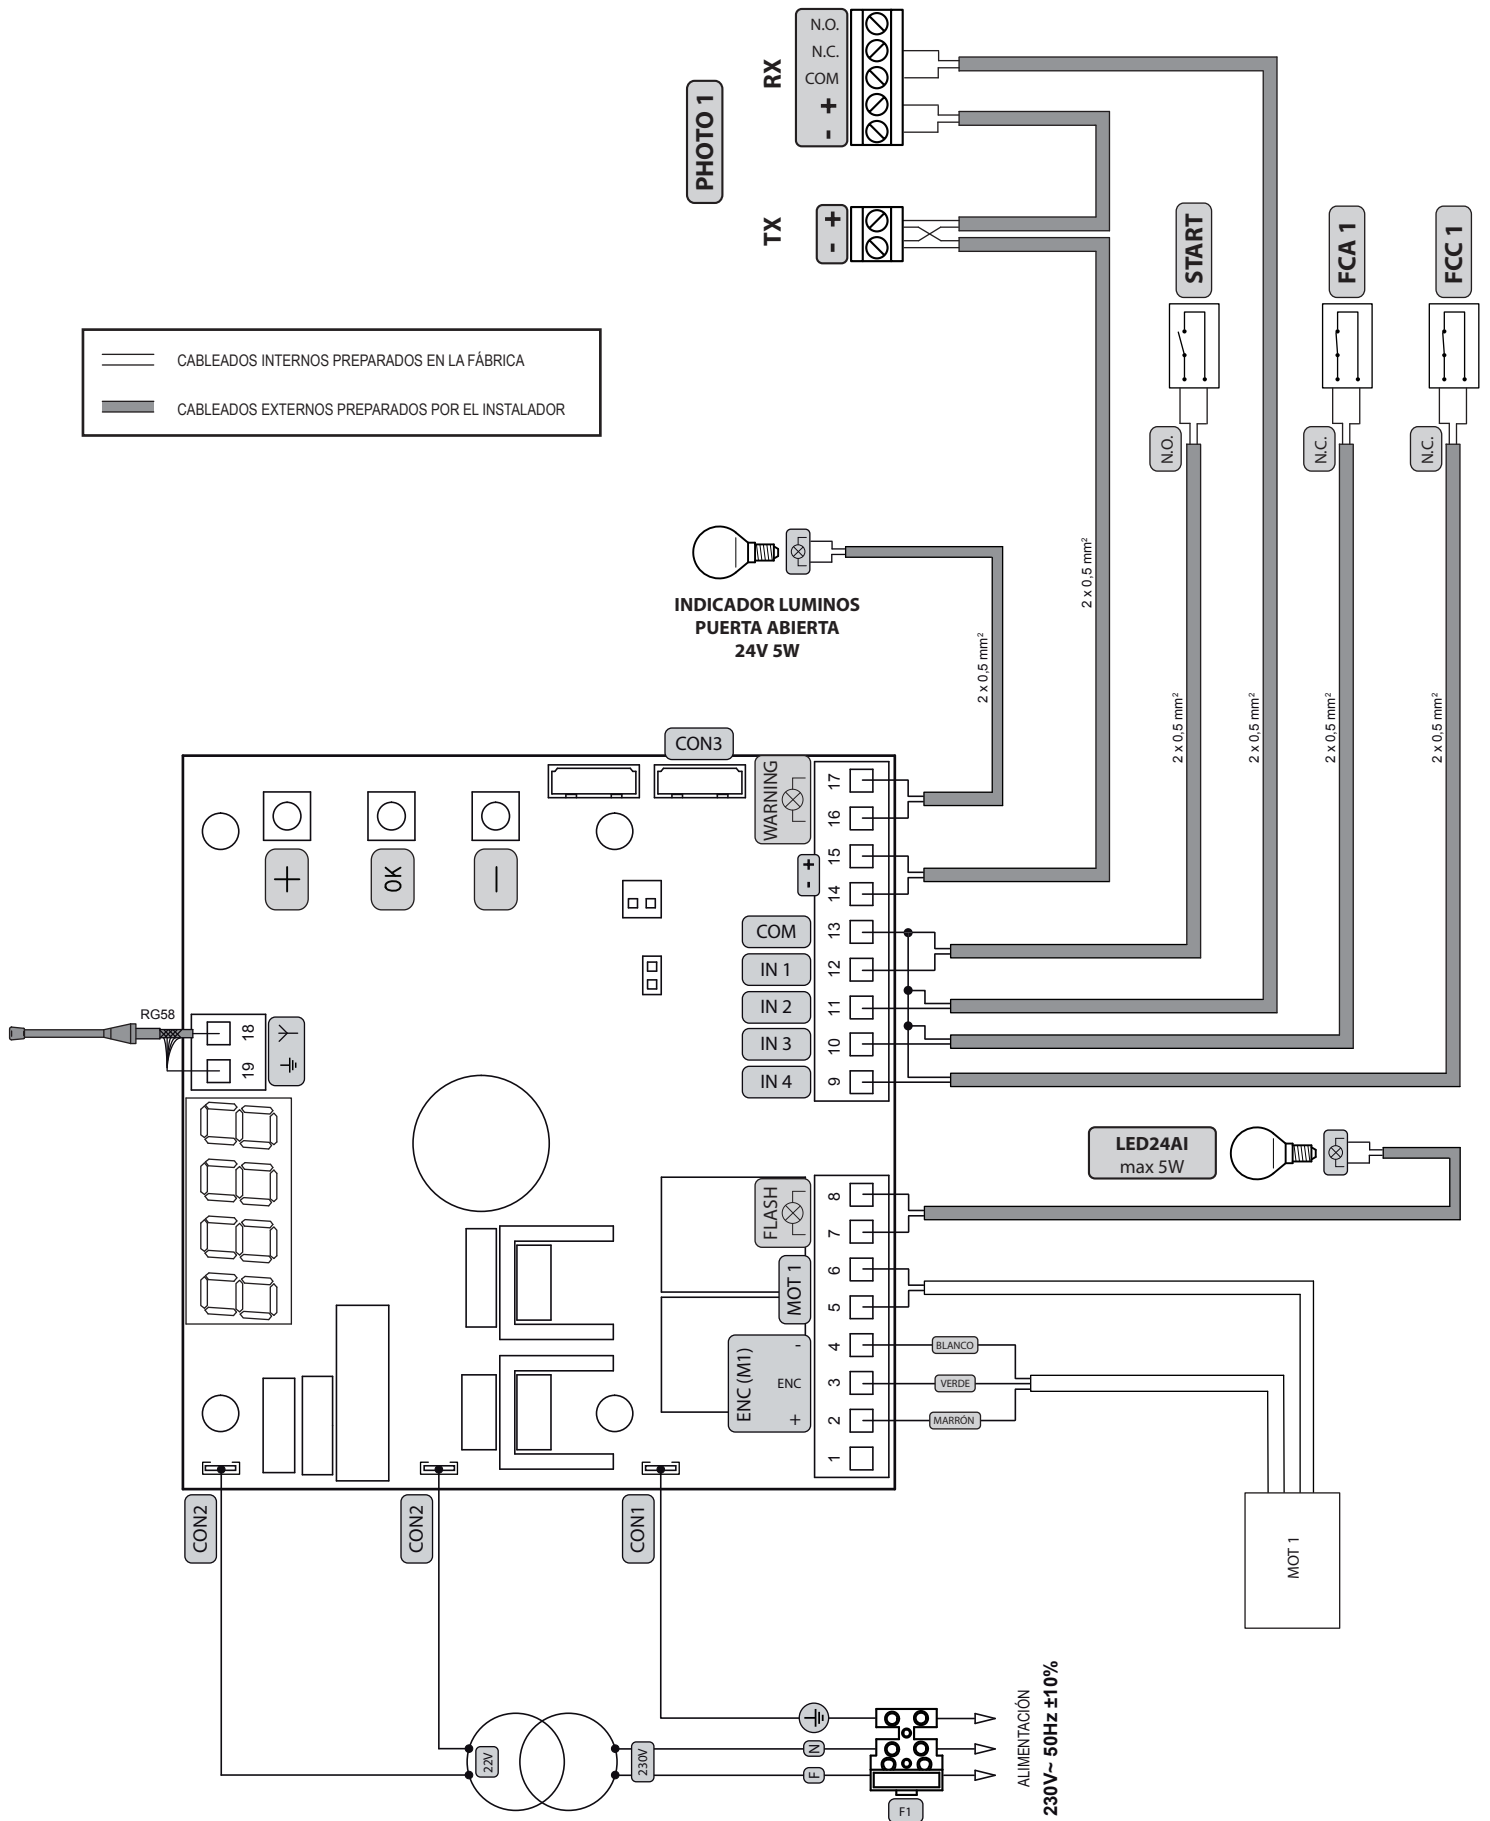 N.O.
N.C.
COM
+
-
RX
PHOTO 1
TX
- +
START
FCA 1
FCC 1
CABLEADOS INTERNOS PREPARADOS EN LA FÁBRICA
CABLEADOS EXTERNOS PREPARADOS POR EL INSTALADOR
N.O.
N.C.
N.C.
INDICADOR LUMINOS
PUERTA ABIERTA
24V 5W
2 x 0,5 mm²
2 x 0,5 mm²
2 x 0,5 mm²
2 x 0,5 mm²
2 x 0,5 mm²
2 x 0,5 mm²
CON3
WARNING
17
16
- +
15
14
+
OK
−
COM
13
IN 1
12
IN 2
11
IN 3
10
IN 4
9
RG58
18
19
LED24AI
max 5W
FLASH
8
7
MOT 1
6
5
ENC (M1)
-
ENC
+
4
3
2
1
BLANCO
VERDE
MARRÓN
CON2
CON2
CON1
MOT 1
22V
230V
N
F
F1
ALIMENTACIÓN
230V~ 50Hz ±10%